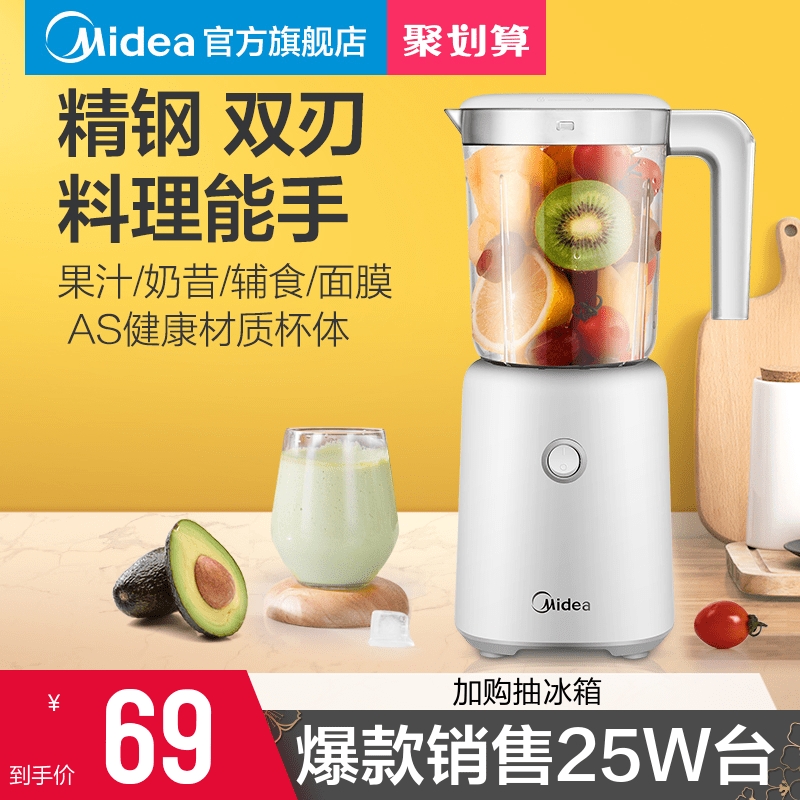 Midea 官方旗舰店 聚划算
精钢 双刃
料理能手
果汁/奶昔/辅食/面膜
AS健康材质杯体
Midea
加购抽冰箱
¥ 69
到手价
爆款销售25W台